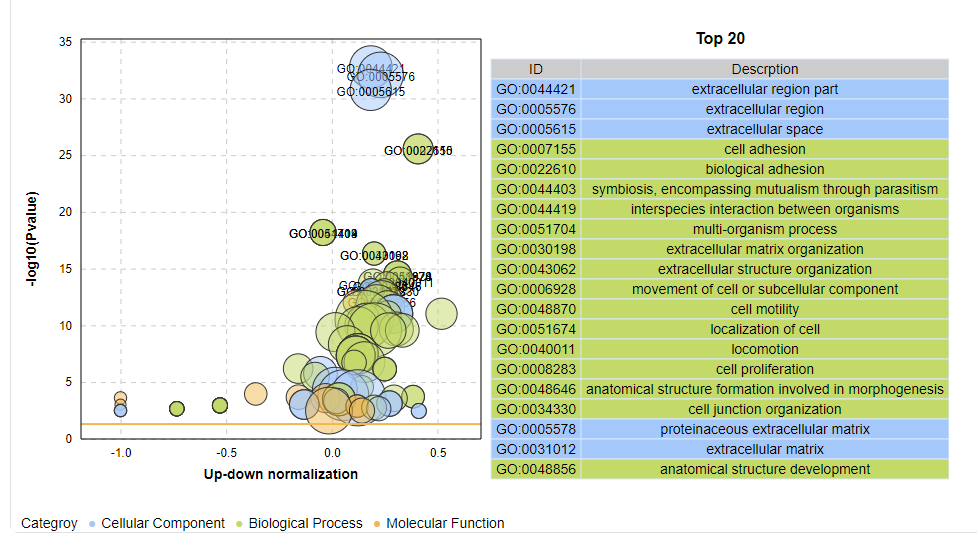 Top 20
35
30
25
20
15
10
5
0
-log10(Pvalue)
-1.0
-0.5
0.0
0.5
Up-down normalization
GO:0044421
GO:0005576
GO:0005615
ID Descrption
GO:0044421 extracellular region part
GO:0005576 extracellular region
GO:0005615 extracellular space
GO:0007155 cell adhesion
GO:0022610 biological adhesion
GO:0044403 symbiosis, encompassing mutualism through parasitism
GO:0044419 interspecies interaction between organisms
GO:0051704 multi-organism process
GO:0030198 extracellular matrix organization
GO:0043062 extracellular structure organization
GO:0006928 movement of cell or subcellular component
GO:0048870 cell motility
GO:0051674 localization of cell
GO:0040011 locomotion
GO:0008283 cell proliferation
GO:0048646 anatomical structure formation involved in morphogenesis
GO:0034330 cell junction organization
GO:0005578 proteinaceous extracellular matrix
GO:0031012 extracellular matrix
GO:0048856 anatomical structure development
Categroy Cellular Component Biological Process Molecular Function